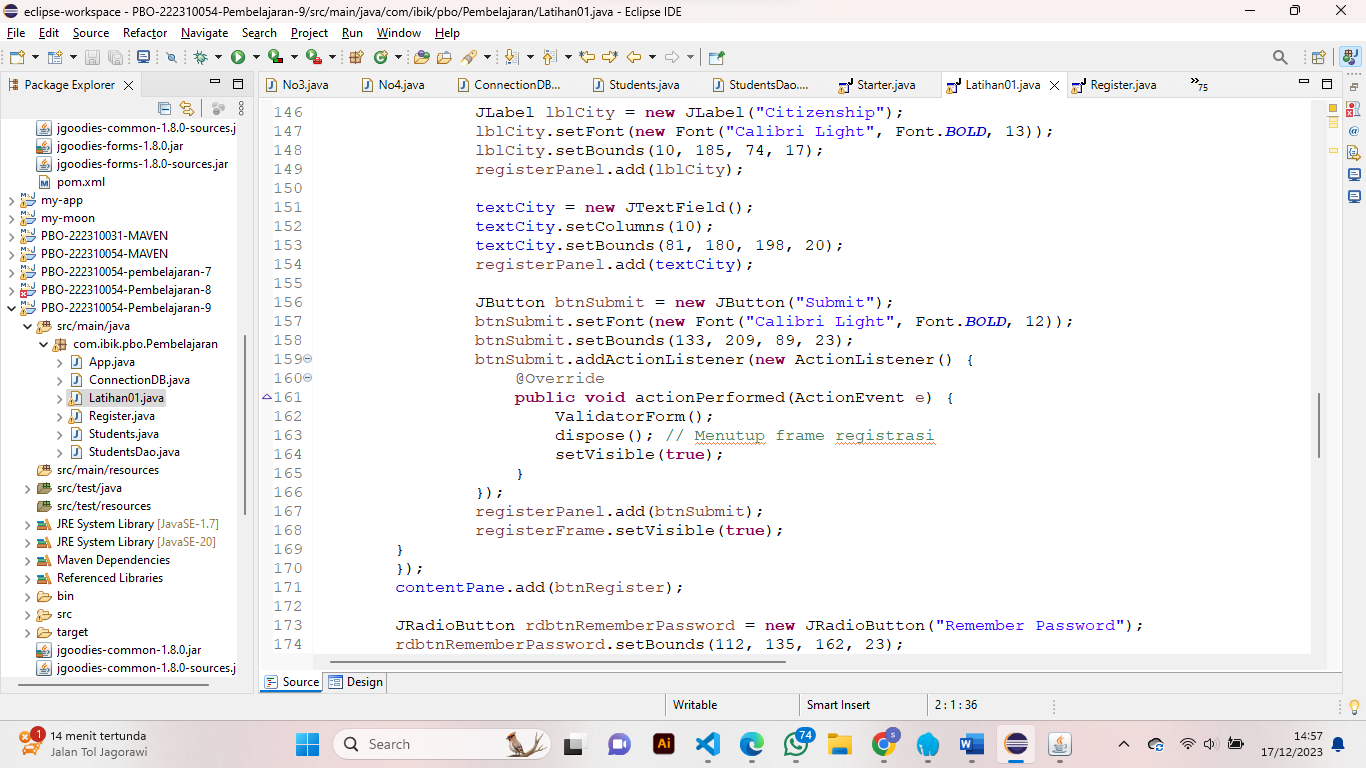 eclipse-workspace - PBO-222310054-Pembelajaran-9/src/main/java/com/ibik/pbo/Pembelajaran/Latihan01.java - Eclipse IDE
File Edit Source Refactor Navigate Search Project Run Window Help
Package Explorer
No3.java No4.java ConnectionDB... Students.java StudentsDao.... Starter.java Latihan01.java Register.java 75
jgoodies-common-1.8.0-sources.j
jgoodies-forms-1.8.0.jar
jgoodies-forms-1.8.0-sources.jar
pom.xml
my-app
my-moon
PBO-222310031-MAVEN
PBO-222310054-MAVEN
PBO-222310054-pembelajaran-7
PBO-222310054-Pembelajaran-8
PBO-222310054-Pembelajaran-9
src/main/java
com.ibik.pbo.Pembelajaran
App.java
ConnectionDB.java
Latihan01.java
Register.java
Students.java
StudentsDao.java
src/main/resources
src/test/java
src/test/resources
JRE System Library [JavaSE-1.7]
JRE System Library [JavaSE-20]
Maven Dependencies
Referenced Libraries
bin
src
target
jgoodies-common-1.8.0.jar
jgoodies-common-1.8.0-sources.j
146 JLabel lblCity = new JLabel("Citizenship");
147 lblCity.setFont(new Font("Calibri Light", Font.BOLD, 13));
148 lblCity.setBounds(10, 185, 74, 17);
149 registerPanel.add(lblCity);
150
151 textCity = new JTextField();
152 textCity.setColumns(10);
153 textCity.setBounds(81, 180, 198, 20);
154 registerPanel.add(textCity);
155
156 JButton btnSubmit = new JButton("Submit");
157 btnSubmit.setFont(new Font("Calibri Light", Font.BOLD, 12));
158 btnSubmit.setBounds(133, 209, 89, 23);
159 btnSubmit.addActionListener(new ActionListener() {
160 @Override
161 public void actionPerformed(ActionEvent e) {
162 ValidatorForm();
163 dispose(); // Menutup frame registrasi
164 setVisible(true);
165 }
166 });
167 registerPanel.add(btnSubmit);
168 registerFrame.setVisible(true);
169 }
170 });
171 contentPane.add(btnRegister);
172
173 JRadioButton rdbtnRememberPassword = new JRadioButton("Remember Password");
174 rdbtnRememberPassword.setBounds(112, 135, 162, 23);
Source Design
Writable Smart Insert 2 : 1 : 36
1 14 menit tertunda
Jalan Tol Jagorawi
Search
Ai
74
S
14:57
17/12/2023